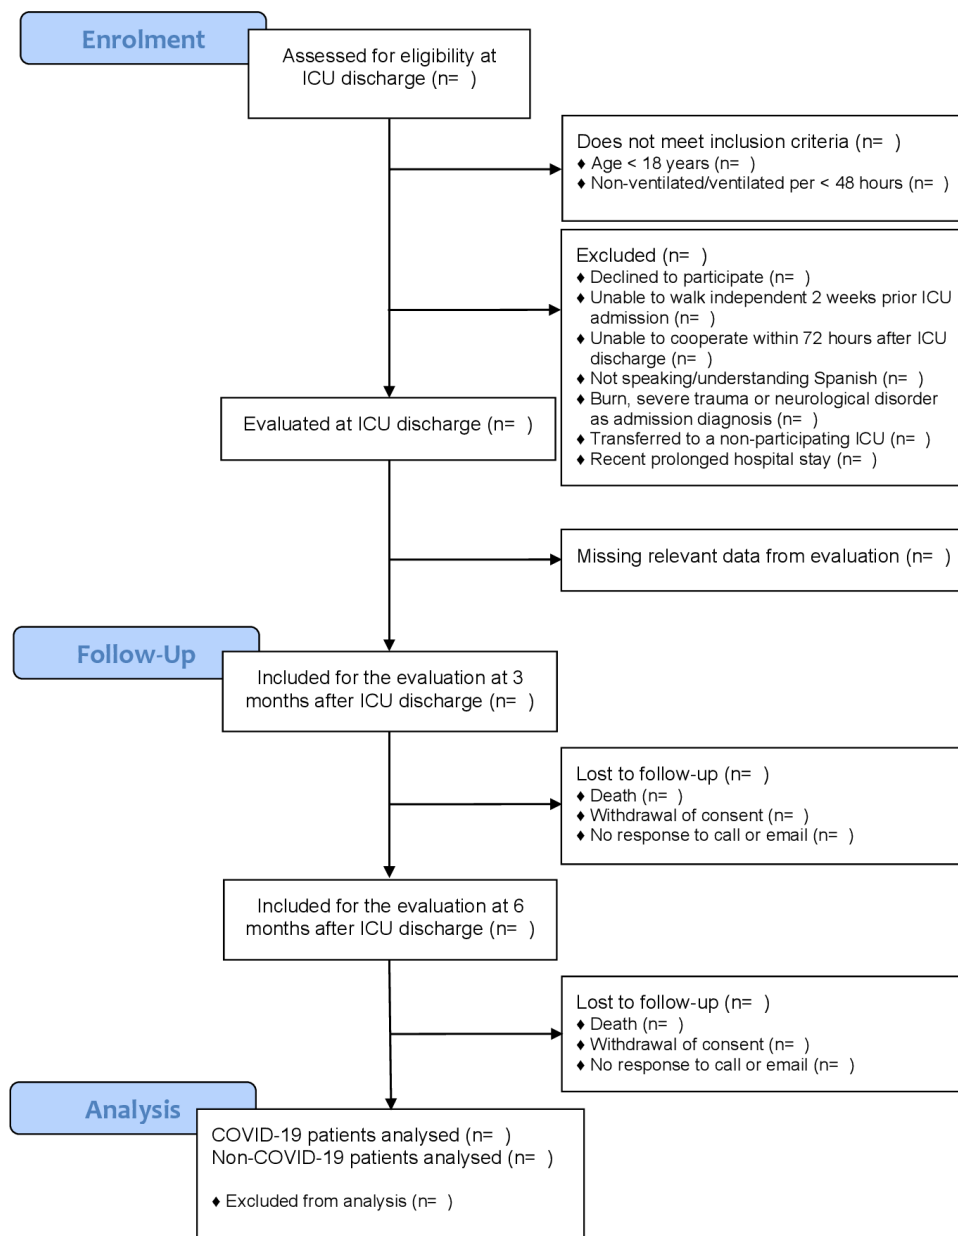 Enrolment
Assessed for eligibility at
ICU discharge (n=  )
Does not meet inclusion criteria (n=  )
♦ Age < 18 years (n=  )
♦ Non-ventilated/ventilated per < 48 hours (n=  )
Excluded (n=  )
♦ Declined to participate (n=  )
♦ Unable to walk independent 2 weeks prior ICU
admission (n=  )
♦ Unable to cooperate within 72 hours after ICU
discharge (n=  )
♦ Not speaking/understanding Spanish (n=  )
♦ Burn, severe trauma or neurological disorder
as admission diagnosis (n=  )
♦ Transferred to a non-participating ICU (n=  )
♦ Recent prolonged hospital stay (n=  )
Evaluated at ICU discharge (n=  )
Missing relevant data from evaluation (n=  )
Follow-Up
Included for the evaluation at 3
months after ICU discharge (n=  )
Lost to follow-up (n=  )
♦ Death (n=  )
♦ Withdrawal of consent (n=  )
♦ No response to call or email (n=  )
Included for the evaluation at 6
months after ICU discharge (n=  )
Lost to follow-up (n=  )
♦ Death (n=  )
♦ Withdrawal of consent (n=  )
♦ No response to call or email (n=  )
Analysis
COVID-19 patients analysed (n=  )
Non-COVID-19 patients analysed (n=  )
♦ Excluded from analysis (n=  )